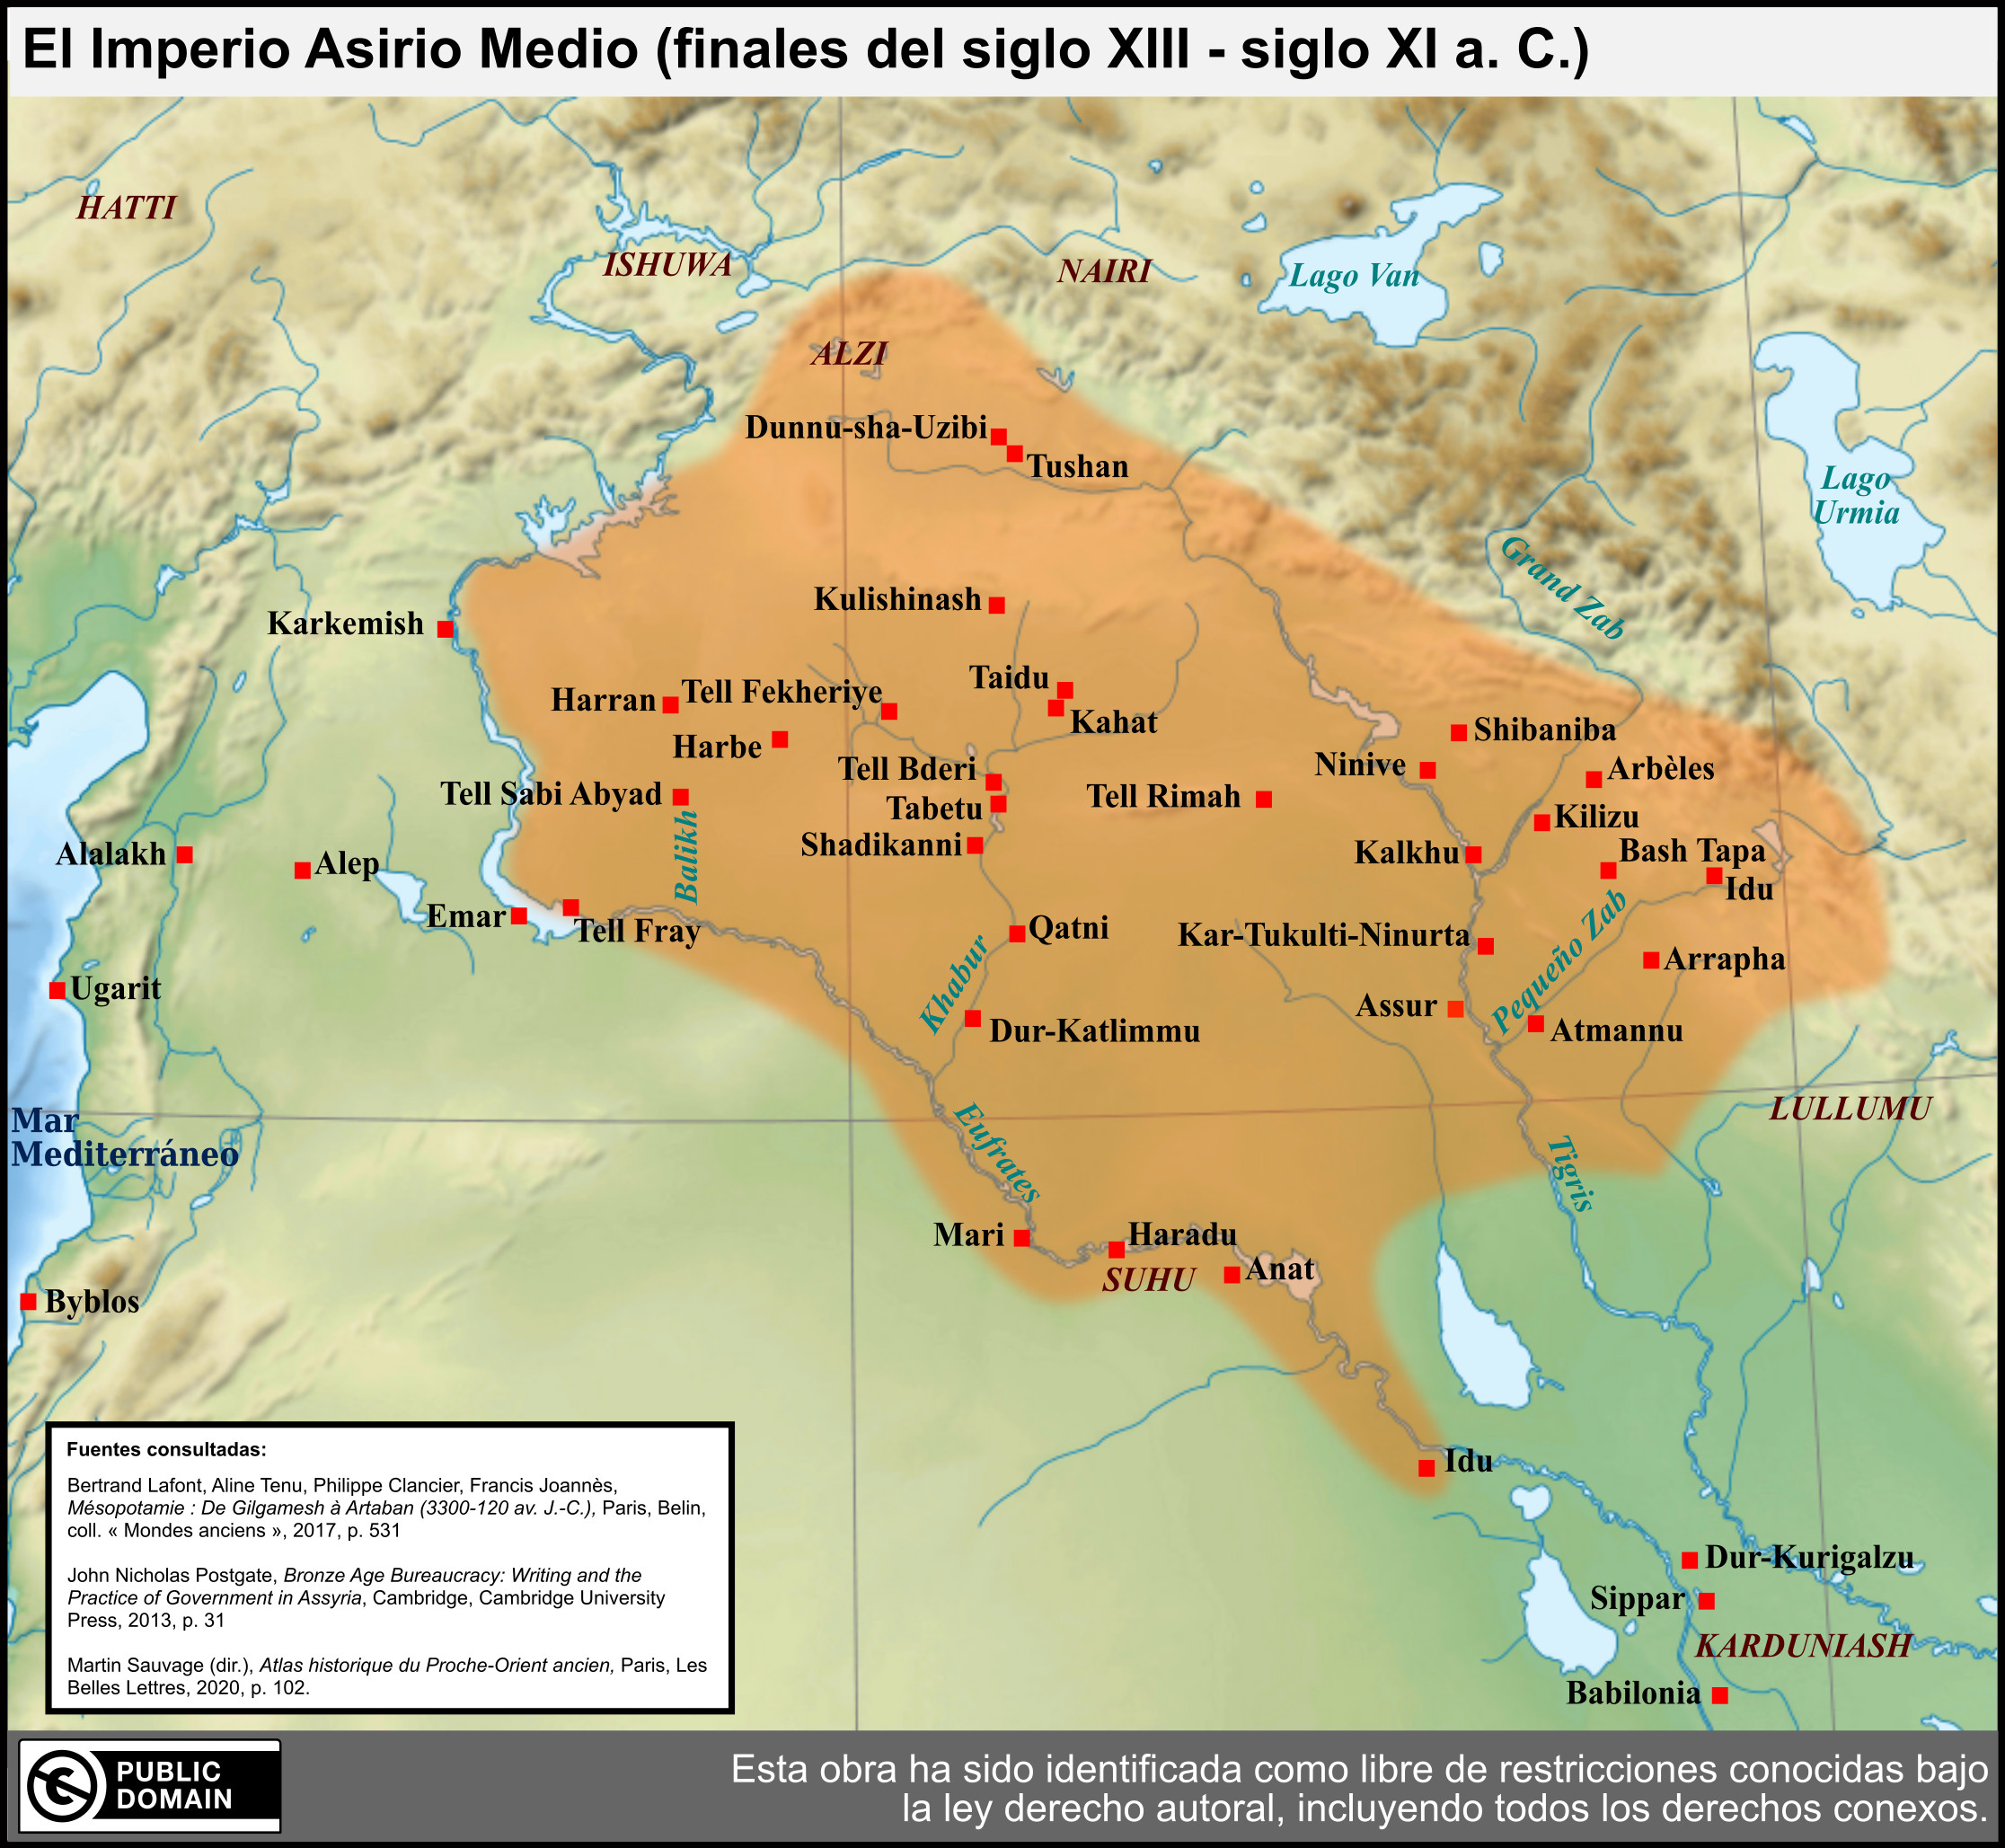 El Imperio Asirio Medio (finales del siglo XIII - siglo XI a. C.)
HATTI
ISHUWA
NAIRI
Lago Van
ALZI
Dunnu-sha-Uzibi
Tushan
Lago
Urmia
Grand Zab
Kulishinash
Karkemish
Taidu
Harran
Tell Fekheriye
Kahat
Shibaniba
Harbe
Ninive
Tell Bderi
Arbèles
Tell Sabi Abyad
Tell Rimah
Tabetu
Kilizu
Shadikanni
Balikh
Alalakh
Alep
Kalkhu
Bash Tapa
Idu
Emar
Tell Fray
Qatni
Kar-Tukulti-Ninurta
Pequeño Zab
Arrapha
Ugarit
Khabur
Assur
Dur-Katlimmu
Atmannu
Mar
Mediterráneo
Eufrates
LULLUMU
Tigris
Mari
Haradu
SUHU
Anat
Byblos
Idu
Dur-Kurigalzu
Sippar
KARDUNIASH
Babilonia
Fuentes consultadas:
Bertrand Lafont, Aline Tenu, Philippe Clancier, Francis Joannès,
Mésopotamie : De Gilgamesh à Artaban (3300-120 av. J.-C.), Paris, Belin,
coll. « Mondes anciens », 2017, p. 531
John Nicholas Postgate, Bronze Age Bureaucracy: Writing and the
Practice of Government in Assyria, Cambridge, Cambridge University
Press, 2013, p. 31
Martin Sauvage (dir.), Atlas historique du Proche-Orient ancien, Paris, Les
Belles Lettres, 2020, p. 102.
PUBLIC
DOMAIN
Esta obra ha sido identificada como libre de restricciones conocidas bajo
la ley derecho autoral, incluyendo todos los derechos conexos.